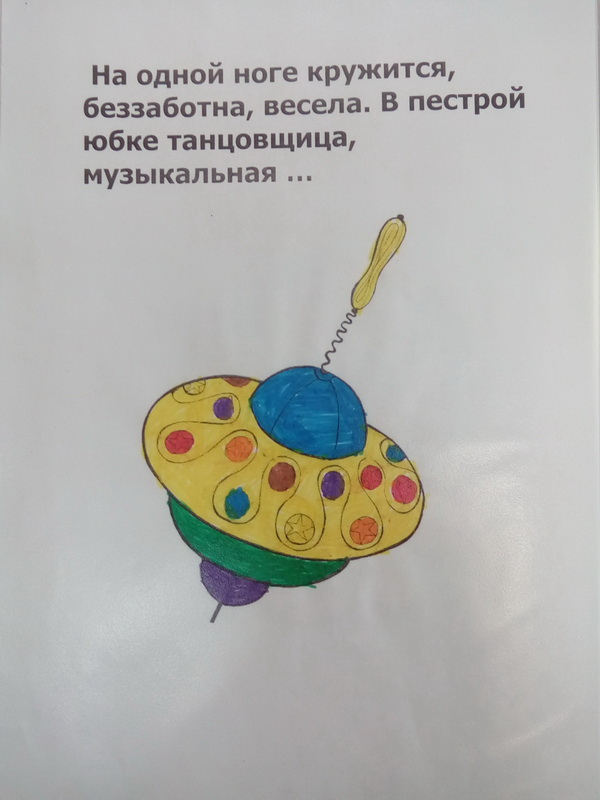 На одной ноге кружится,
беззаботна, весела. В пестрой
юбке танцовщица,
музыкальная ...